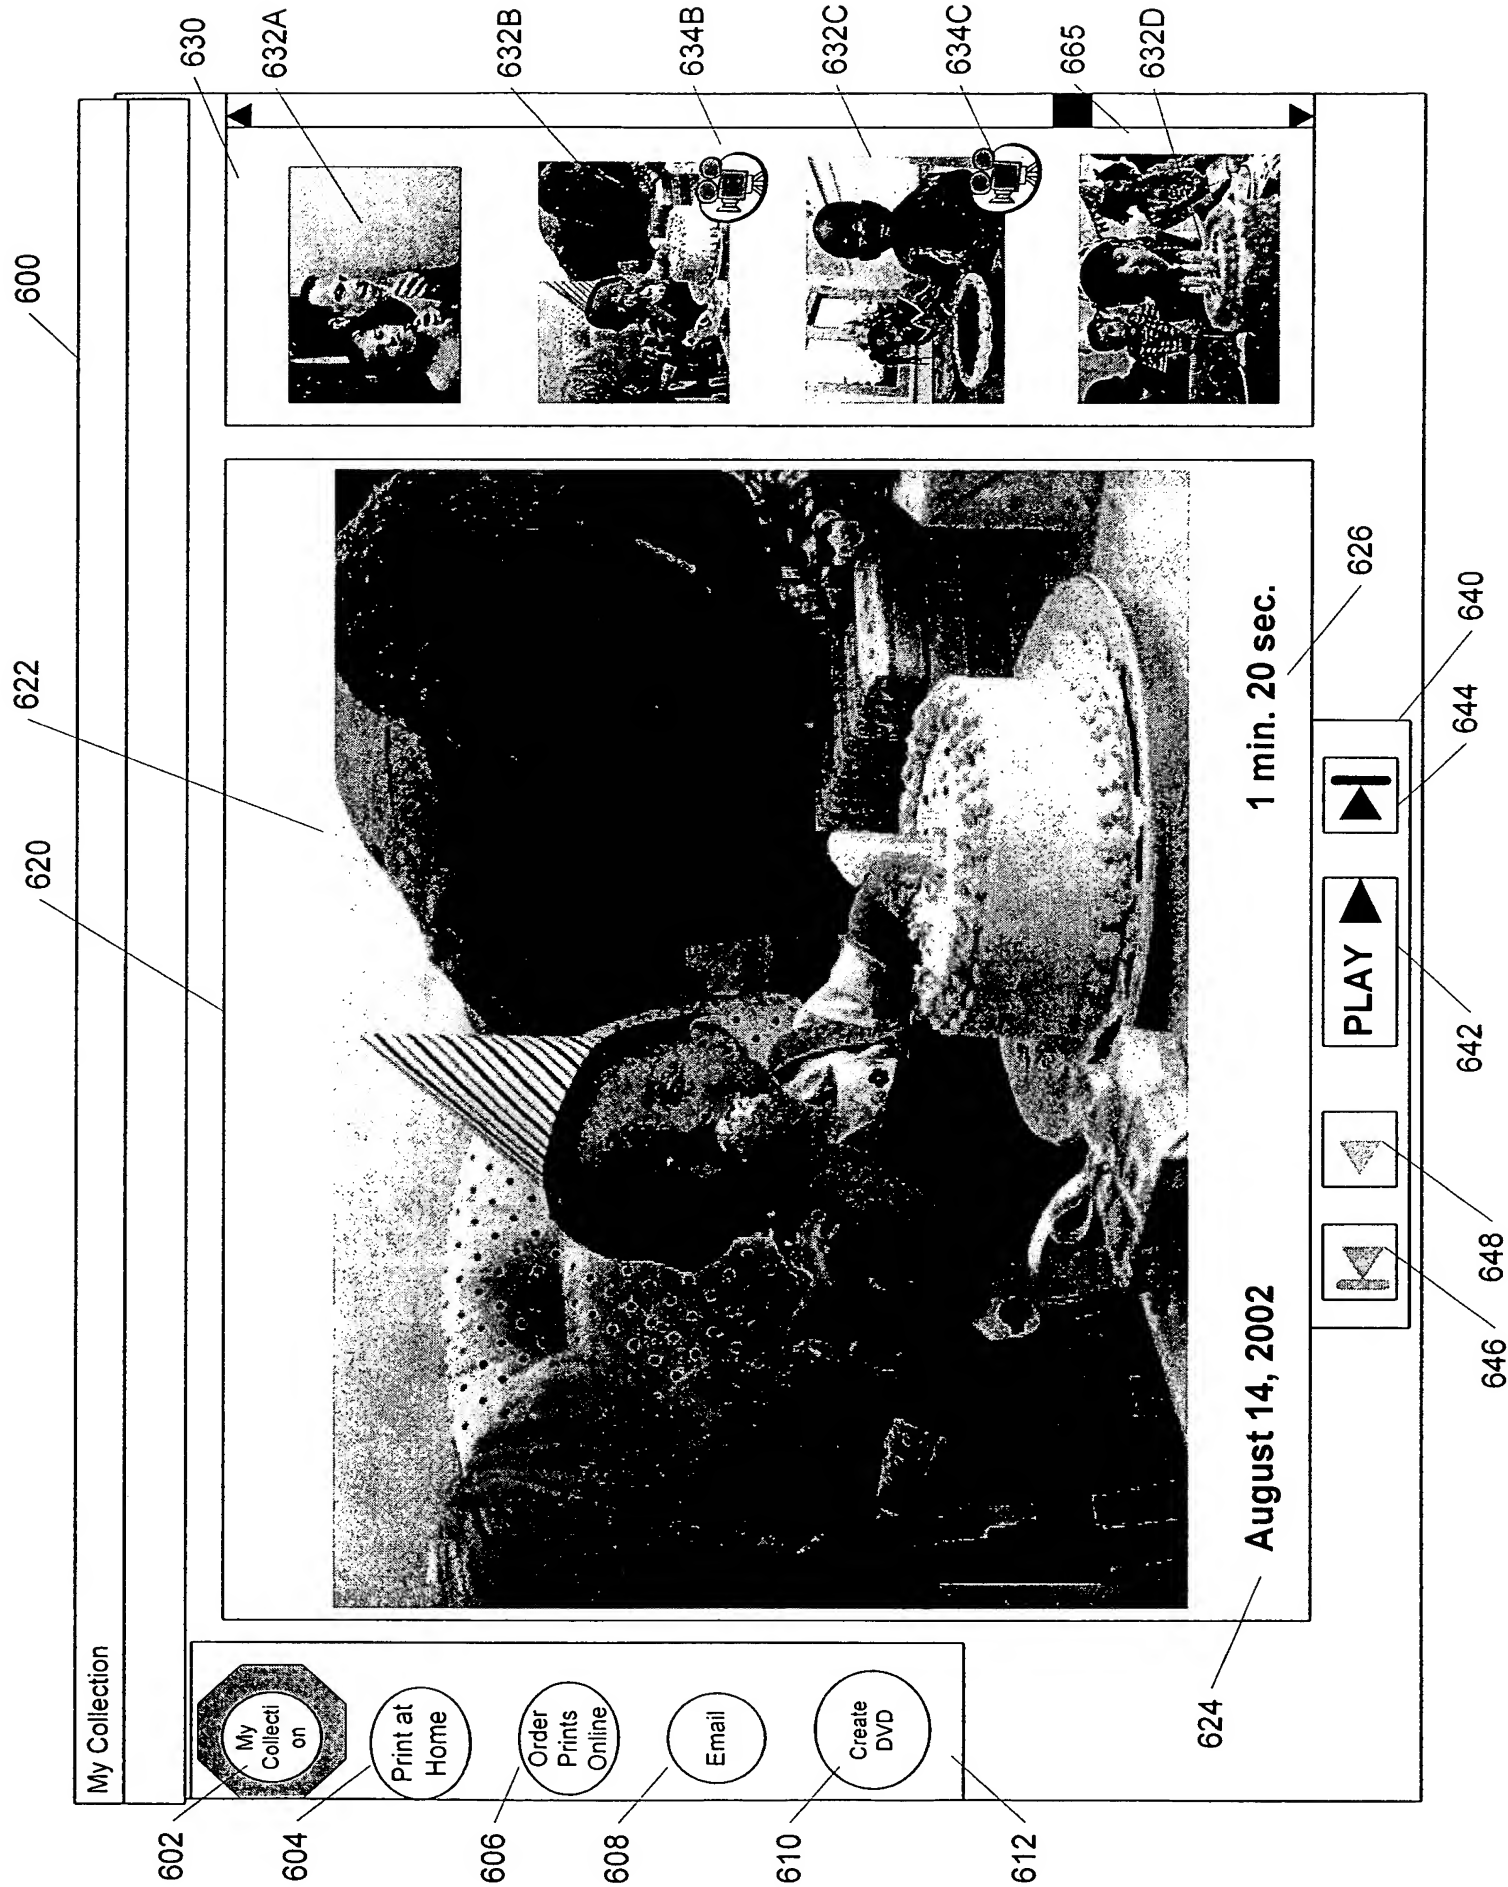 600
620
622
630
632A
632B
634B
632C
634C
665
632D
My Collection
602
My
Collecti
on
604
Print at
Home
606
Order
Prints
Online
608
Email
610
Create
DVD
612
August 14, 2002
1 min. 20 sec.
624
626
PLAY
646
648
642
644
640